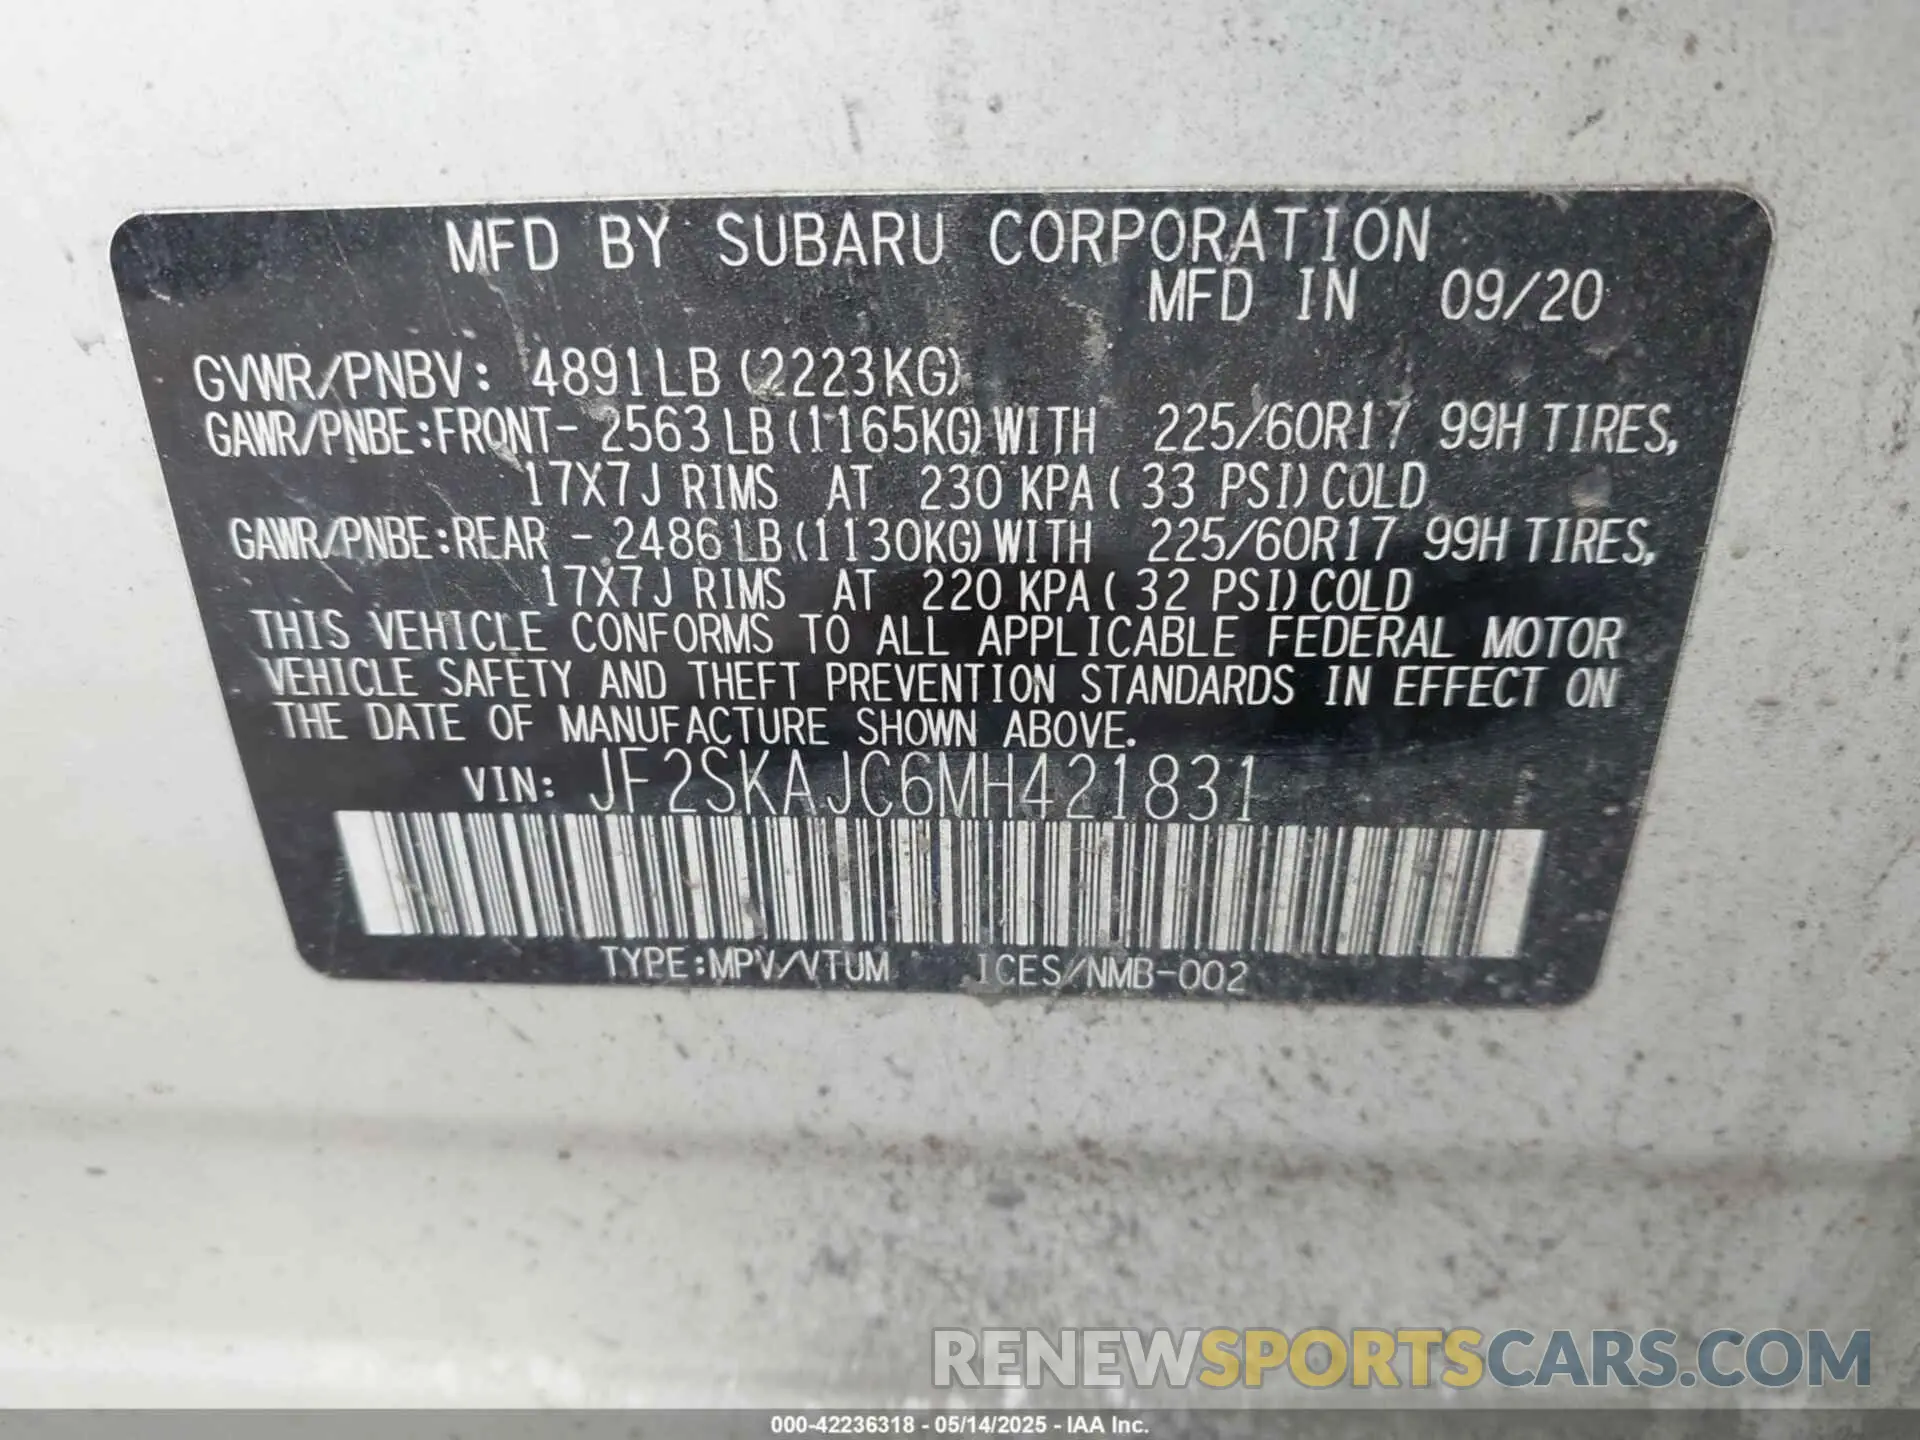 MFD BY SUBARU CORPORATION
MFD IN 09/20
GVWR/PNBV: 4891LB (2223KG)
GAWR/PNBE:FRONT- 2563 LB (1165KG) WITH 225/60R17 99H TIRES,
17X7J RIMS AT 230 KPA ( 33 PSI) COLD
GAWR/PNBE:REAR - 2486 LB (1130KG) WITH 225/60R17 99H TIRES,
17X7J RIMS AT 220 KPA ( 32 PSI) COLD
THIS VEHICLE CONFORMS TO ALL APPLICABLE FEDERAL MOTOR
VEHICLE SAFETY AND THEFT PREVENTION STANDARDS IN EFFECT ON
THE DATE OF MANUFACTURE SHOWN ABOVE.
VIN: JF2SKAJC6MH421831
TYPE:MPV/VTUM ICES/NMB-002
RENEWSPORTSCARS.COM
000-42236318 - 05/14/2025 - IAA Inc.